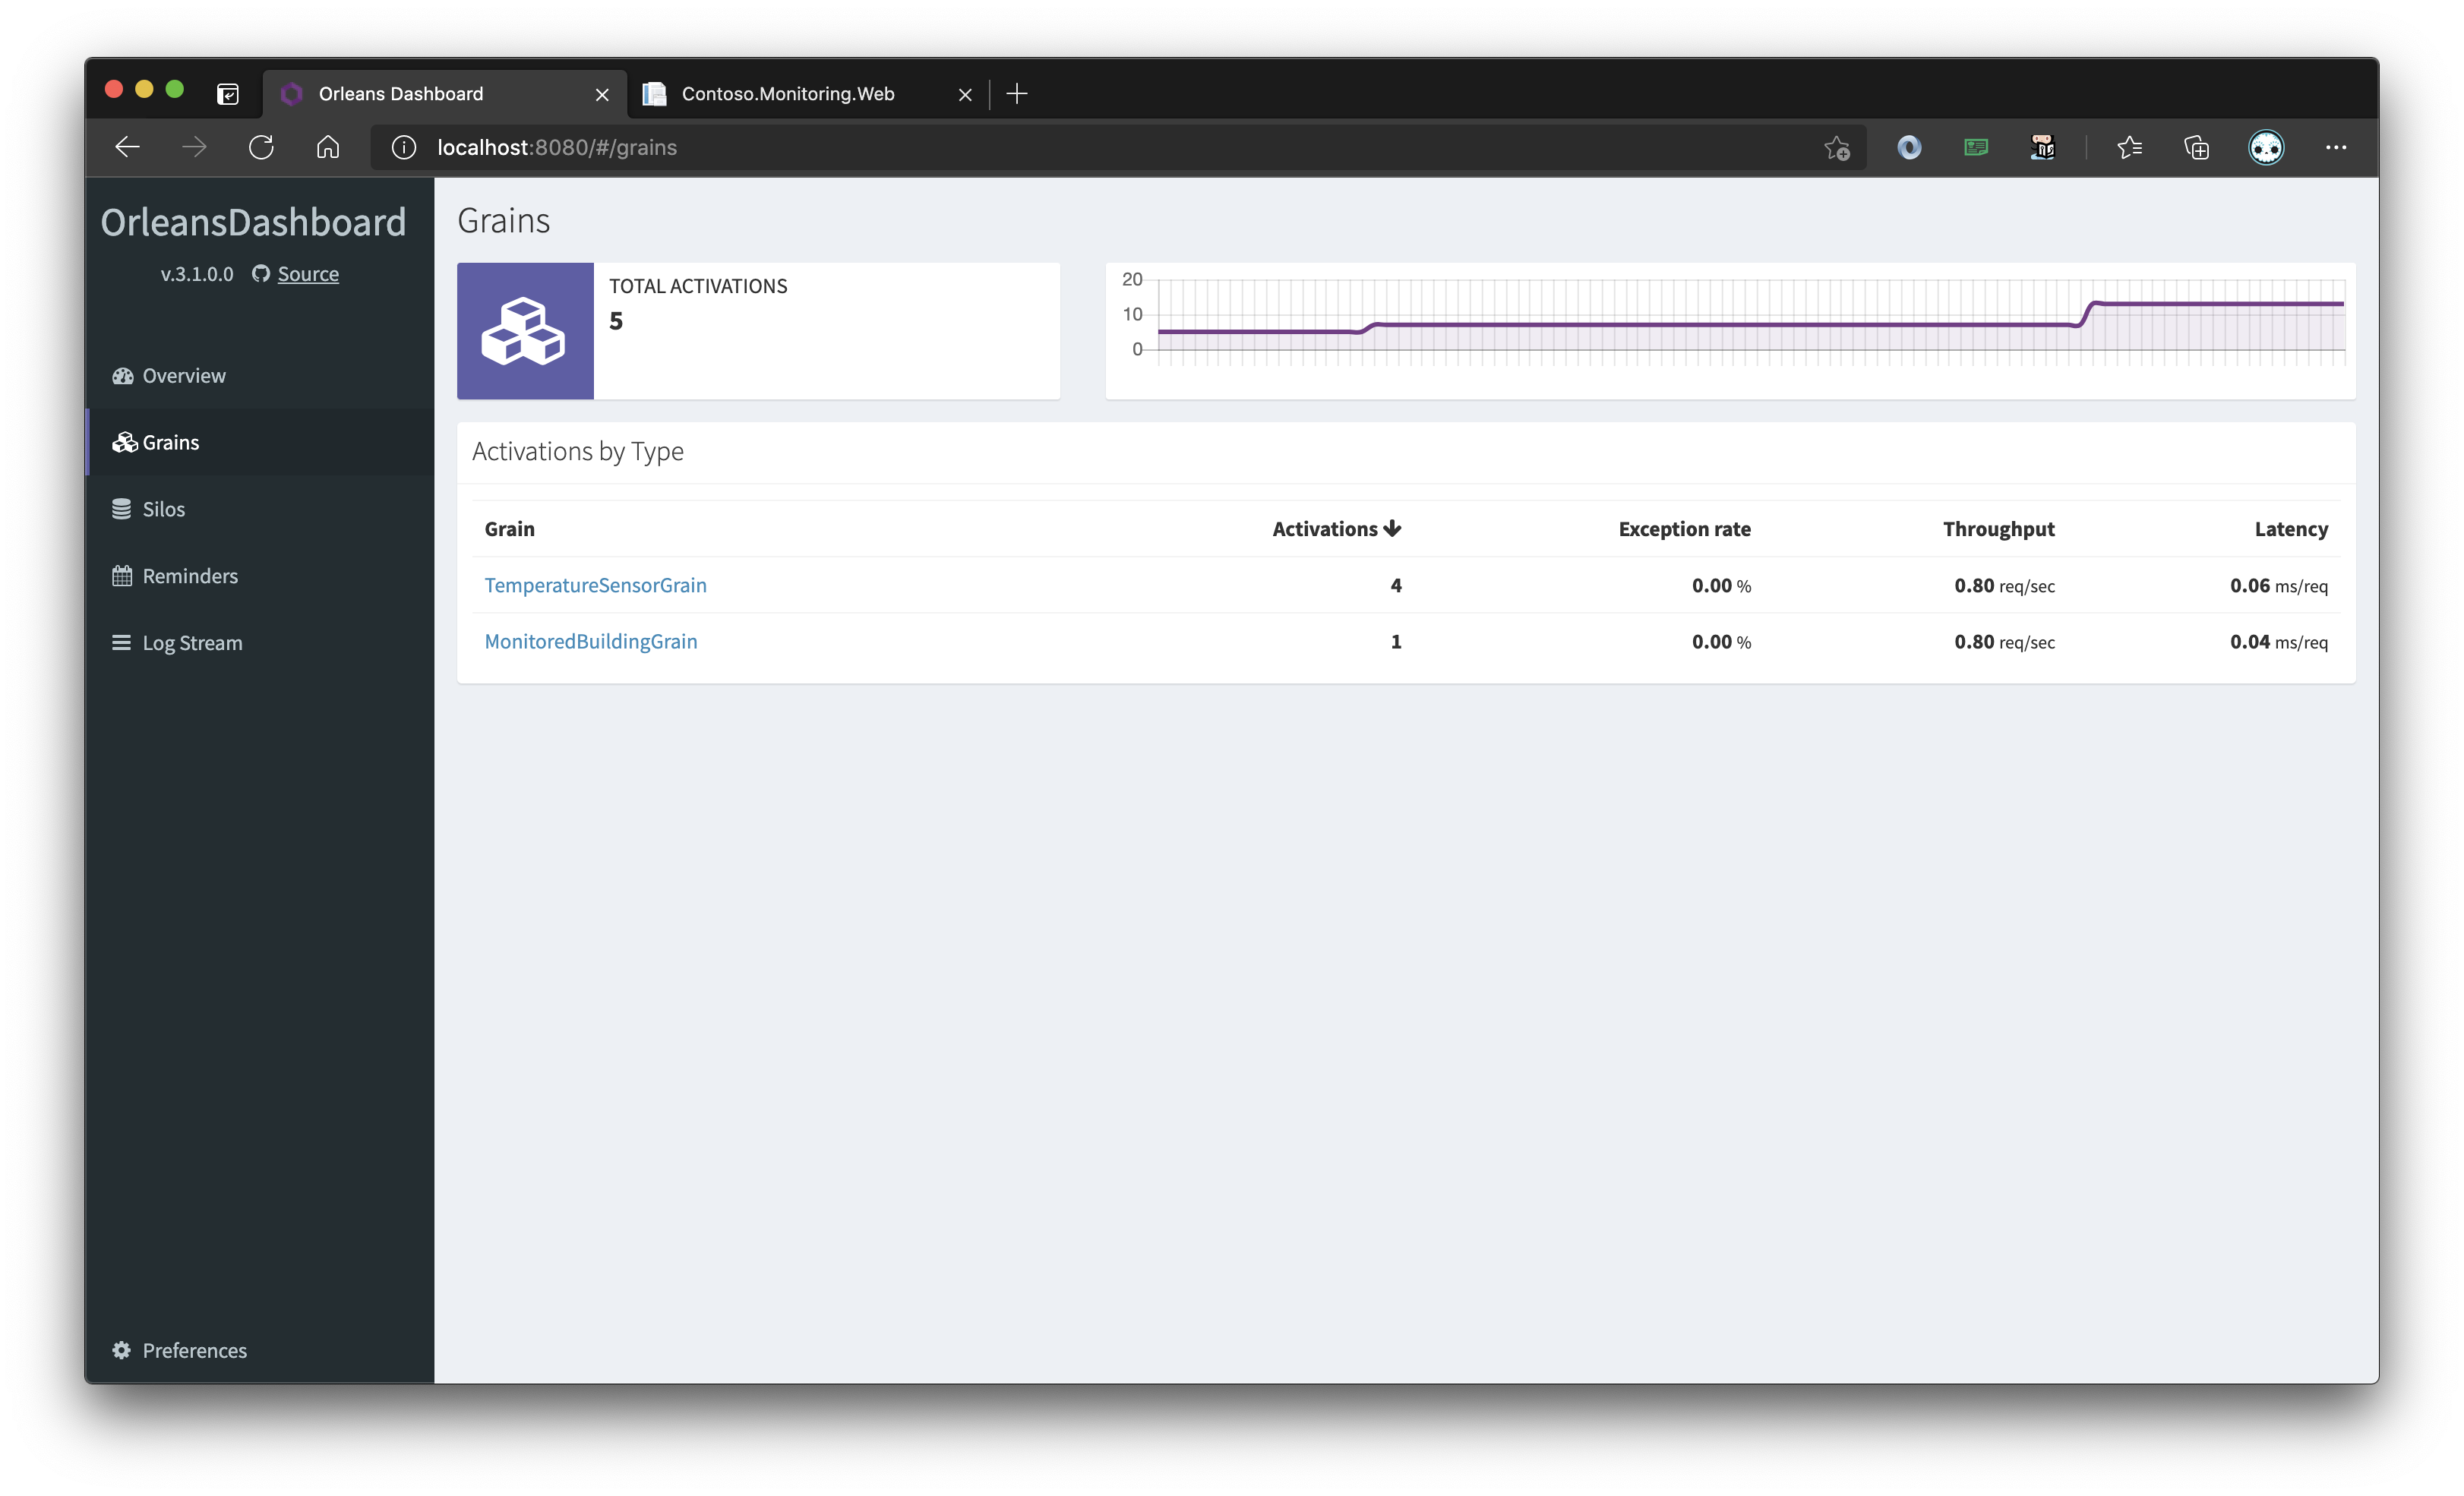 Orleans Dashboard
Contoso.Monitoring.Web
localhost:8080/#/grains
OrleansDashboard
v.3.1.0.0 Source
Overview
Grains
Silos
Reminders
Log Stream
Preferences
Grains
TOTAL ACTIVATIONS
5
20
10
0
Activations by Type
Grain Activations Exception rate Throughput Latency
TemperatureSensorGrain 4 0.00 % 0.80 req/sec 0.06 ms/req
MonitoredBuildingGrain 1 0.00 % 0.80 req/sec 0.04 ms/req